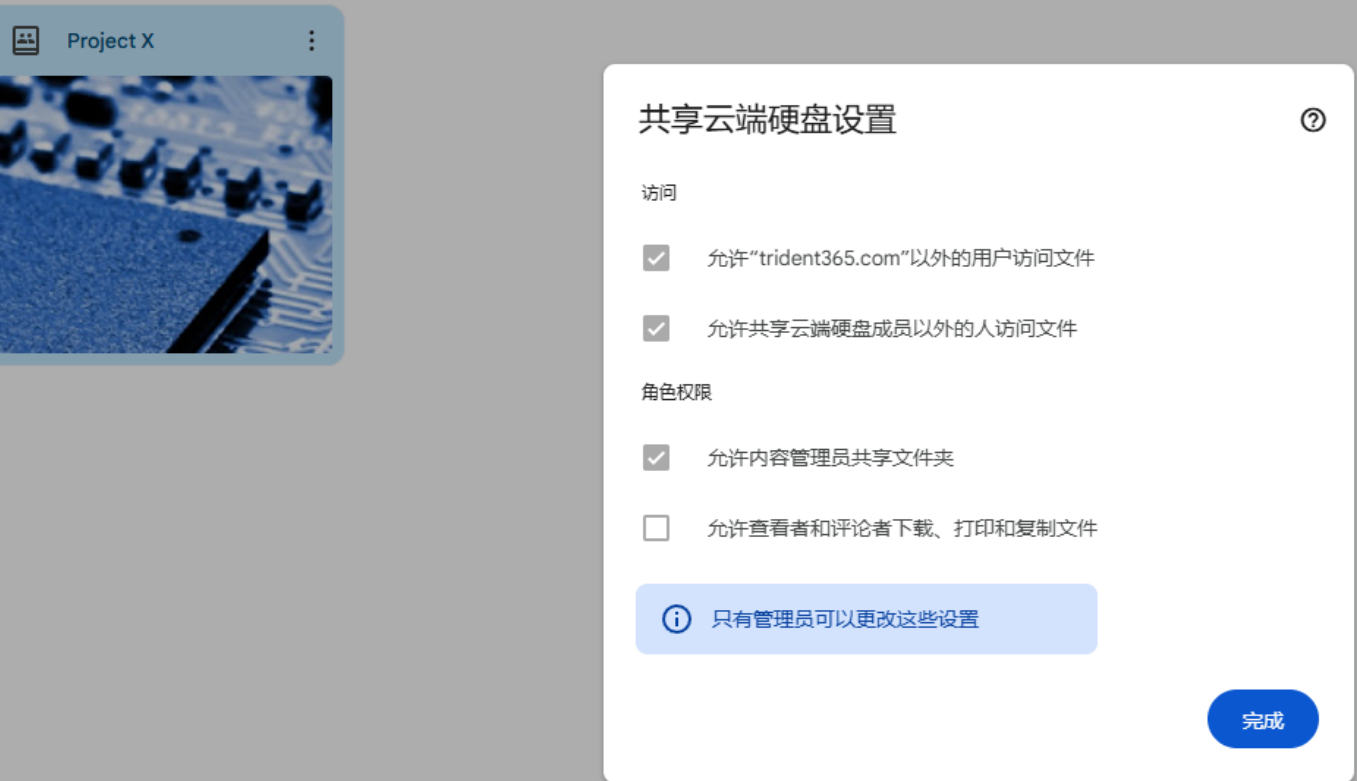 Project X
共享云端硬盘设置
访问
允许“trident365.com”以外的用户访问文件
允许共享云端硬盘成员以外的人访问文件
角色权限
允许内容管理员共享文件夹
允许查看者和评论者下载、打印和复制文件
只有管理员可以更改这些设置
完成